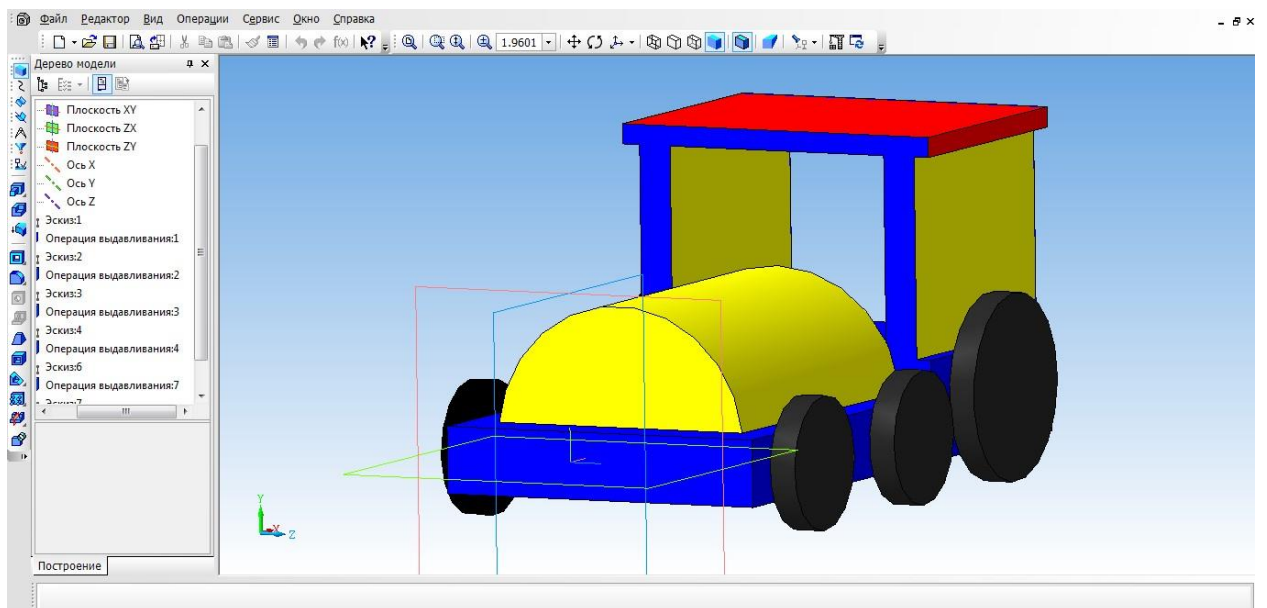 Файл Редактор Вид Операции Сервис Окно Справка
1.9601
Дерево модели
Плоскость XY
Плоскость ZX
Плоскость ZY
Ось X
Ось Y
Ось Z
Эскиз:1
Операция выдавливания:1
Эскиз:2
Операция выдавливания:2
Эскиз:3
Операция выдавливания:3
Эскиз:4
Операция выдавливания:4
Эскиз:6
Операция выдавливания:7
Эскиз:7
Y
X
Z
Построение